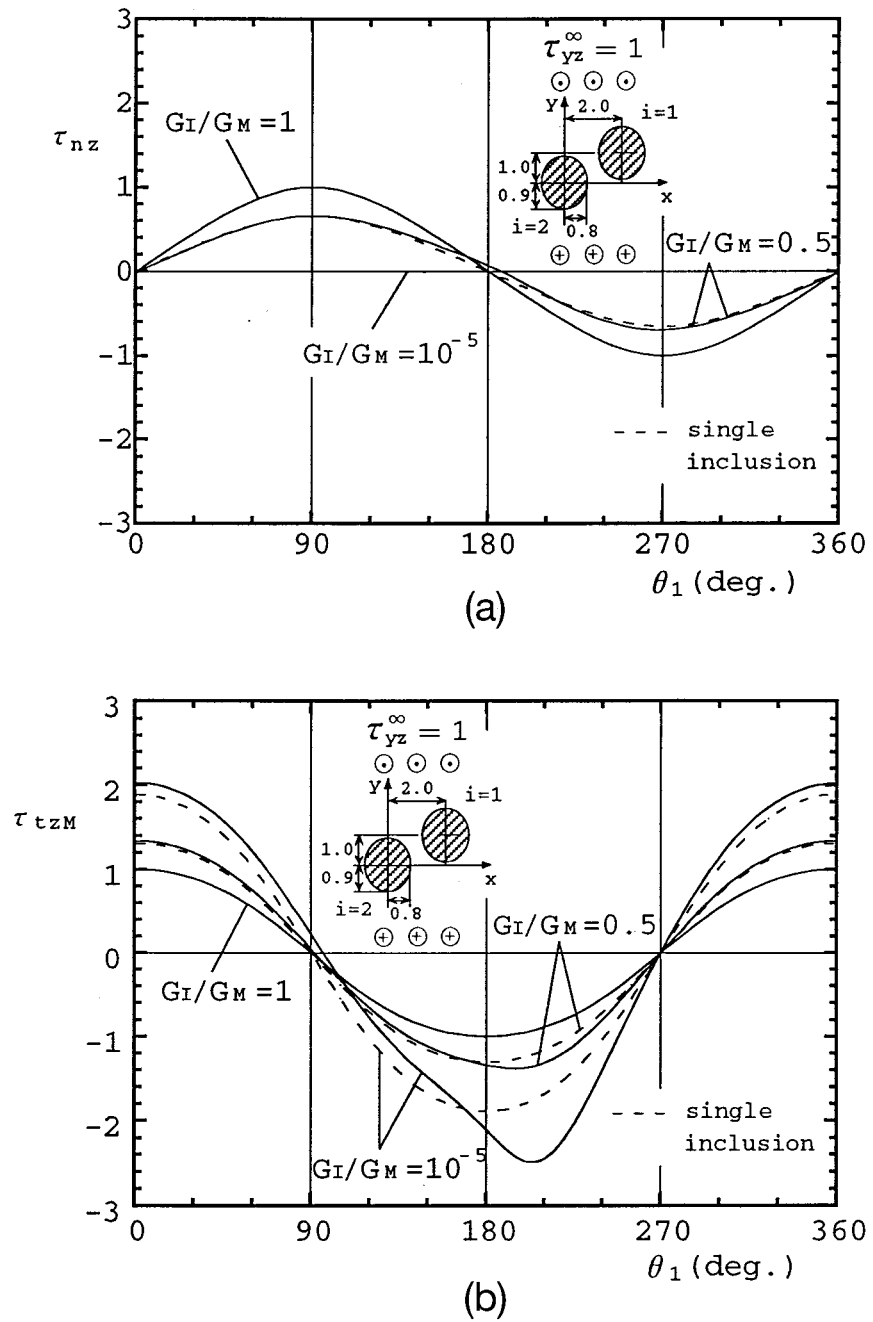 3
τyz∞ = 1
2
y 2.0 i=1
GI/GM=1
τnz
1.0
1
0.9
x
i=2 0.8
GI/GM=0.5
0
GI/GM=10-5
-1
-2
single
inclusion
-3
0 90 180 270 360
θ1(deg.)
(a)
3
τyz∞ = 1
2
y 2.0 i=1
τtzM
1
1.0
0.9
x
i=2 0.8
GI/GM=0.5
0
GI/GM=1
-1
-2
single
inclusion
GI/GM=10-5
-3
0 90 180 270 360
θ1(deg.)
(b)